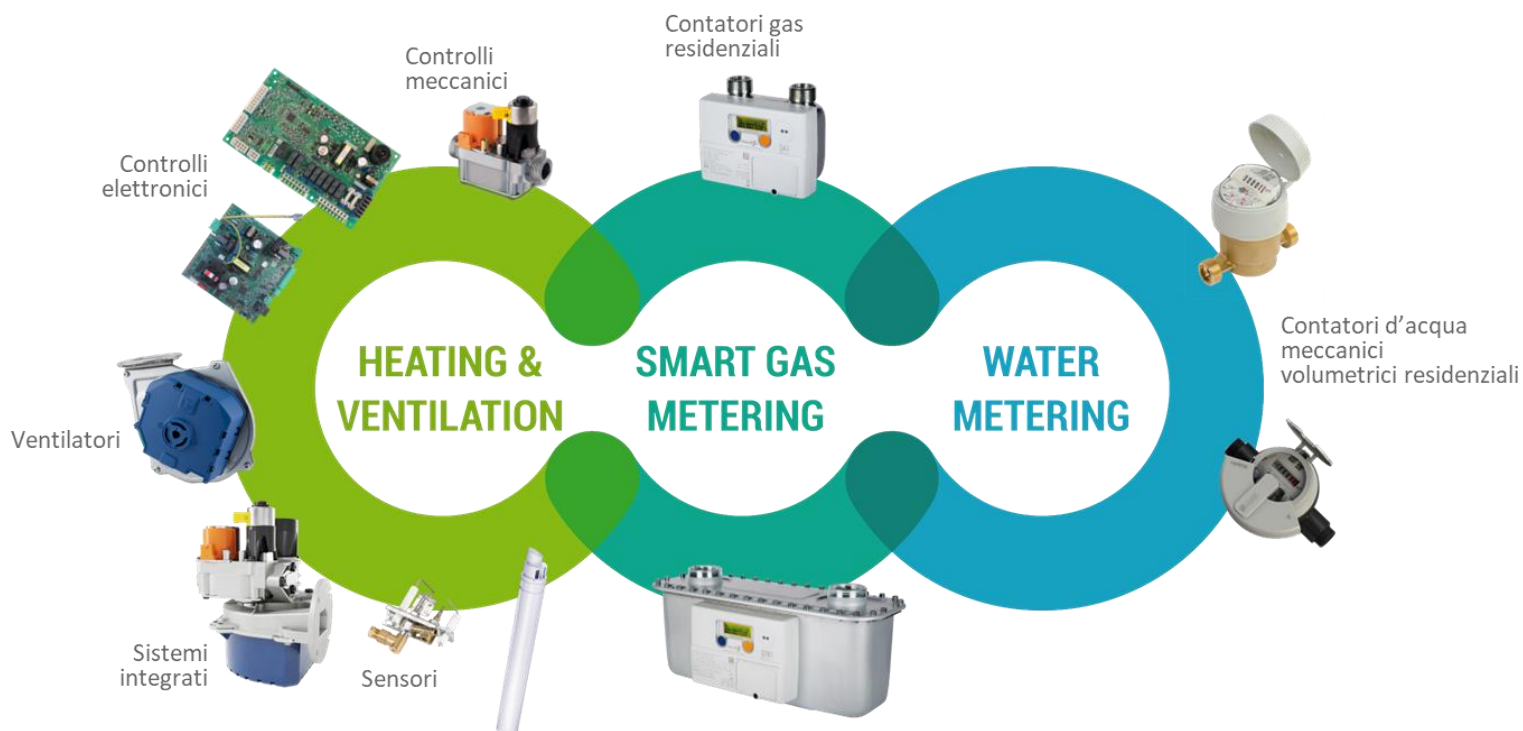 Contatori gas
residenziali
Controlli
meccanici
Controlli
elettronici
HEATING &
VENTILATION
SMART GAS
METERING
WATER
METERING
Contatori d'acqua
meccanici
volumetrici residenziali
Ventilatori
Sistemi
integrati
Sensori